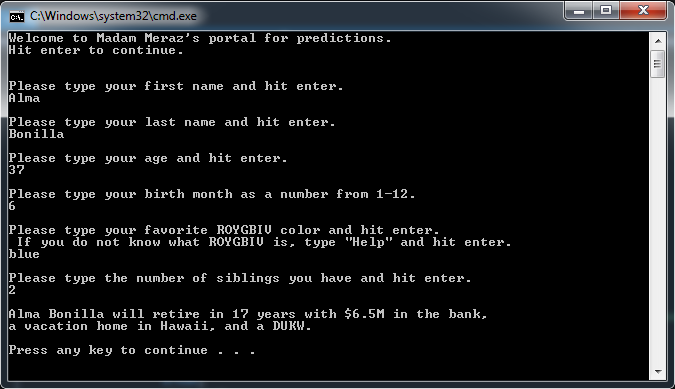 C:\Windows\system32\cmd.exe
Welcome to Madam Meraz's portal for predictions.
Hit enter to continue.
Please type your first name and hit enter.
Alma
Please type your last name and hit enter.
Bonilla
Please type your age and hit enter.
37
Please type your birth month as a number from 1-12.
6
Please type your favorite ROYGBIV color and hit enter.
If you do not know what ROYGBIV is, type "Help" and hit enter.
blue
Please type the number of siblings you have and hit enter.
2
Alma Bonilla will retire in 17 years with $6.5M in the bank,
a vacation home in Hawaii, and a DUKW.
Press any key to continue . . .